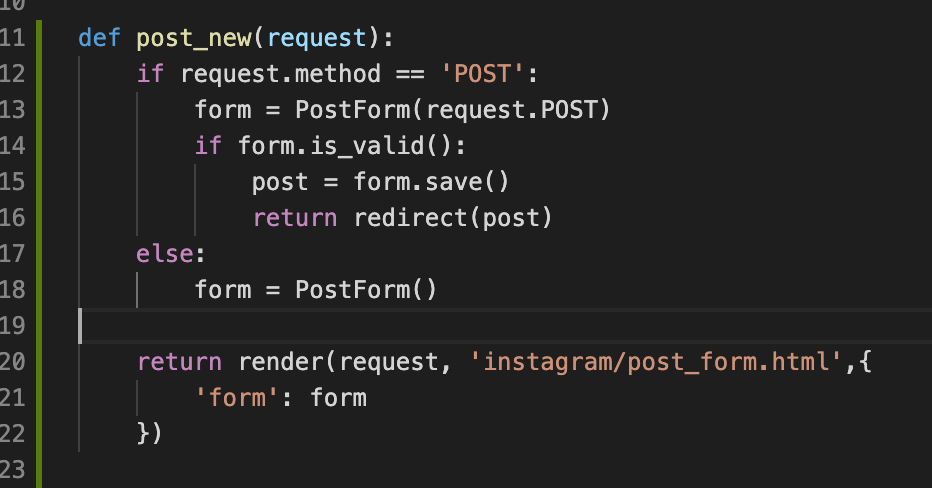 10
11 def post_new(request):
12     if request.method == 'POST':
13         form = PostForm(request.POST)
14         if form.is_valid():
15             post = form.save()
16             return redirect(post)
17     else:
18         form = PostForm()
19
20     return render(request, 'instagram/post_form.html',{
21         'form': form
22     })
23